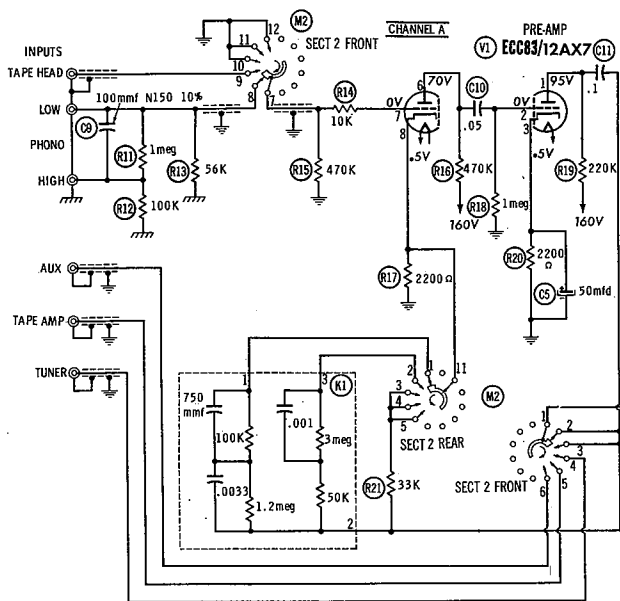 INPUTS
TAPE HEAD
LOW
PHONO
HIGH
AUX
TAPE AMP
TUNER
12
M2
11
SECT 2 FRONT
10
9
8
7
CHANNEL A
PRE-AMP
V1 ECC83/12AX7
C11
.1
100mmf N150 10%
C9
R11
1meg
R12
100K
R13
56K
R14
10K
R15
470K
70V
6
0V
7
8
.5V
C10
.05
R16
470K
160V
95V
1
0V
2
3
.5V
R18
1meg
R19
220K
160V
R17
2200Ω
R20
2200
Ω
C5
50mfd
+
K1
1
3
750
mmf
100K
.0033
1.2meg
.001
3meg
50K
2
1
2
11
3
4
5
M2
SECT 2 REAR
R21
33K
SECT 2 FRONT
1
2
3
4
5
6